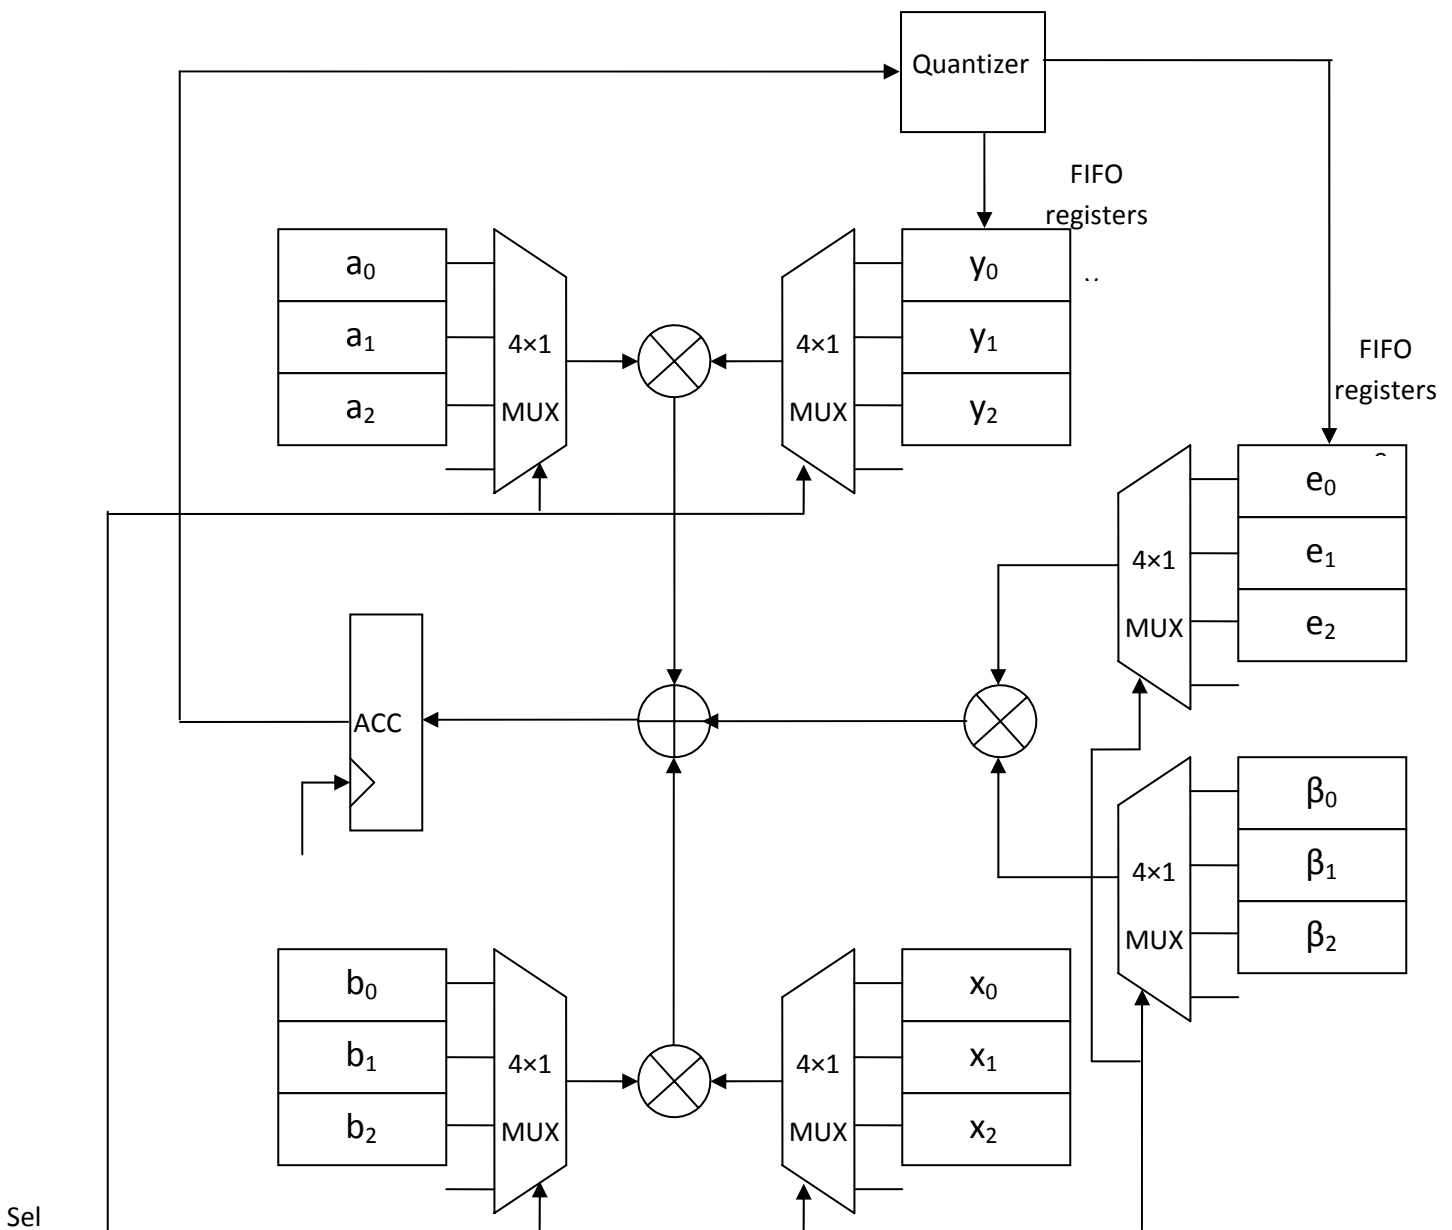 Quantizer
FIFO
registers
a₀
a₁
a₂
4×1
MUX
4×1
MUX
y₀
y₁
y₂
FIFO
registers
e₀
e₁
e₂
4×1
MUX
ACC
β₀
β₁
β₂
4×1
MUX
b₀
b₁
b₂
4×1
MUX
4×1
MUX
x₀
x₁
x₂
Sel